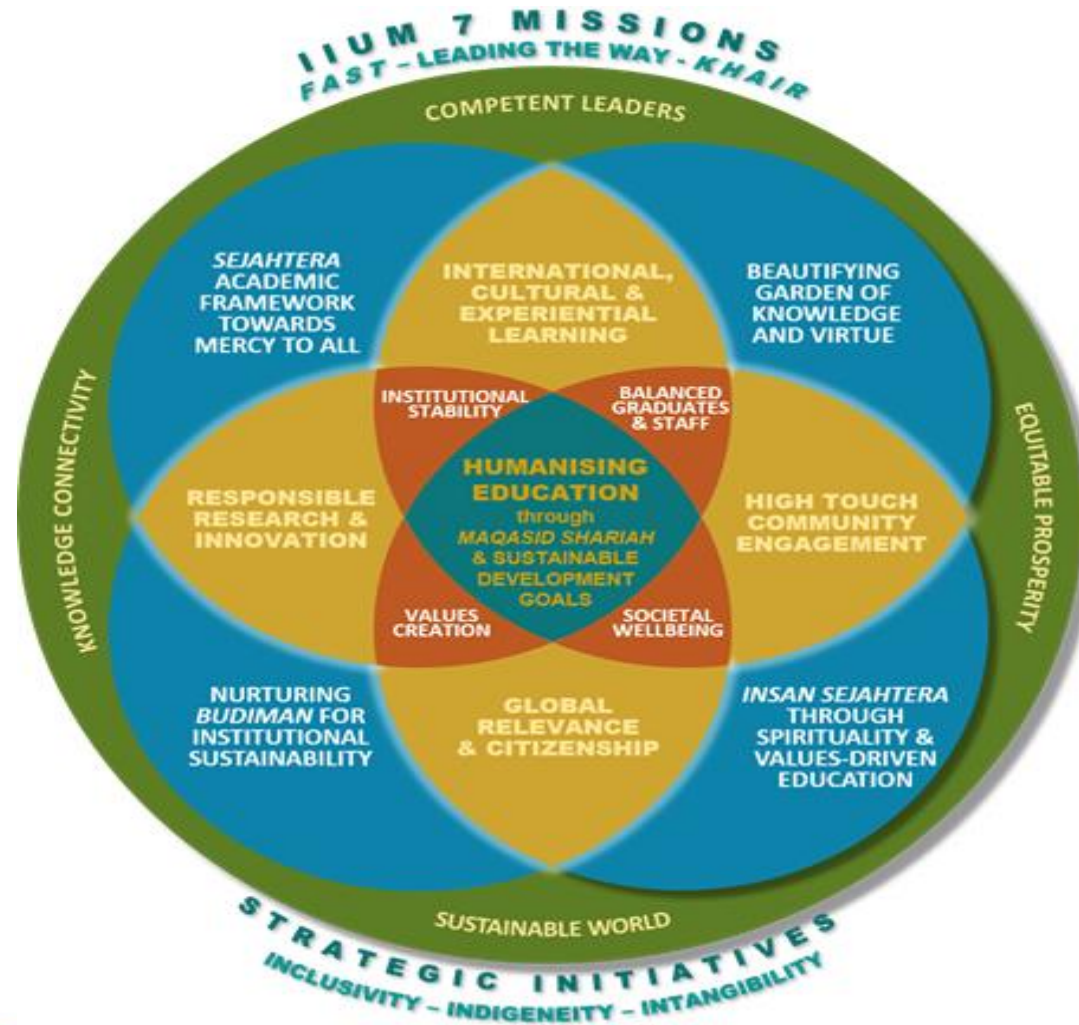 IIUM 7 MISSIONS
FAST – LEADING THE WAY - KHAIR
COMPETENT LEADERS
SEJAHTERA
ACADEMIC
FRAMEWORK
TOWARDS
MERCY TO ALL
INTERNATIONAL,
CULTURAL &
EXPERIENTIAL
LEARNING
BEAUTIFYING
GARDEN OF
KNOWLEDGE
AND VIRTUE
INSTITUTIONAL
STABILITY
BALANCED
GRADUATES
& STAFF
KNOWLEDGE CONNECTIVITY
RESPONSIBLE
RESEARCH &
INNOVATION
HUMANISING
EDUCATION
through
MAQASID SHARIAH
& SUSTAINABLE
DEVELOPMENT
GOALS
HIGH TOUCH
COMMUNITY
ENGAGEMENT
EQUITABLE PROSPERITY
VALUES
CREATION
SOCIETAL
WELLBEING
NURTURING
BUDIMAN FOR
INSTITUTIONAL
SUSTAINABILITY
GLOBAL
RELEVANCE
& CITIZENSHIP
INSAN SEJAHTERA
THROUGH
SPIRITUALITY &
VALUES-DRIVEN
EDUCATION
SUSTAINABLE WORLD
STRATEGIC INITIATIVES
INCLUSIVITY – INDIGENEITY – INTANGIBILITY